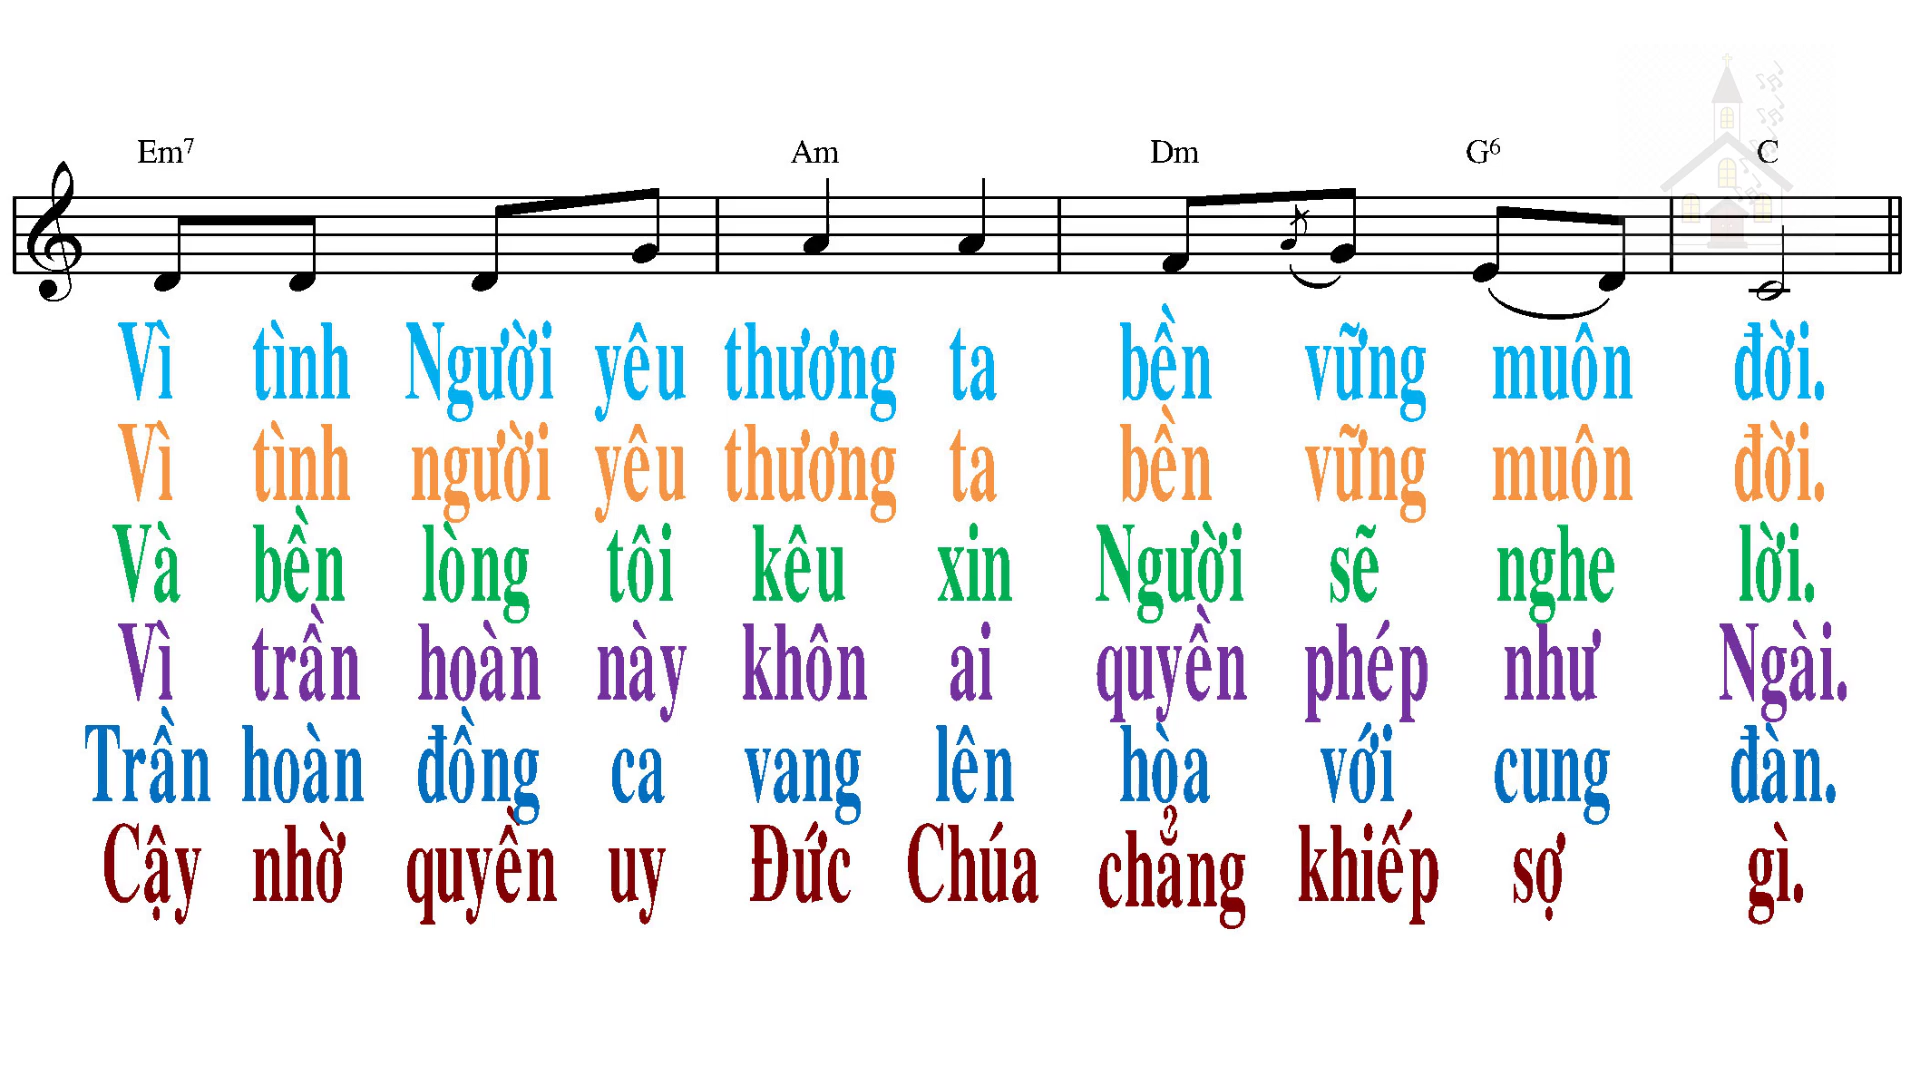 Em7 Am Dm G6 C
Vì tình Người yêu thương ta bền vững muôn đời.
Vì tình người yêu thương ta bền vững muôn đời.
Và bền lòng tôi kêu xin Người sẽ nghe lời.
Vì trần hoàn này khôn ai quyền phép như Ngài.
Trần hoàn đồng ca vang lên hòa với cung đàn.
Cậy nhờ quyền uy Đức Chúa chẳng khiếp sợ gì.